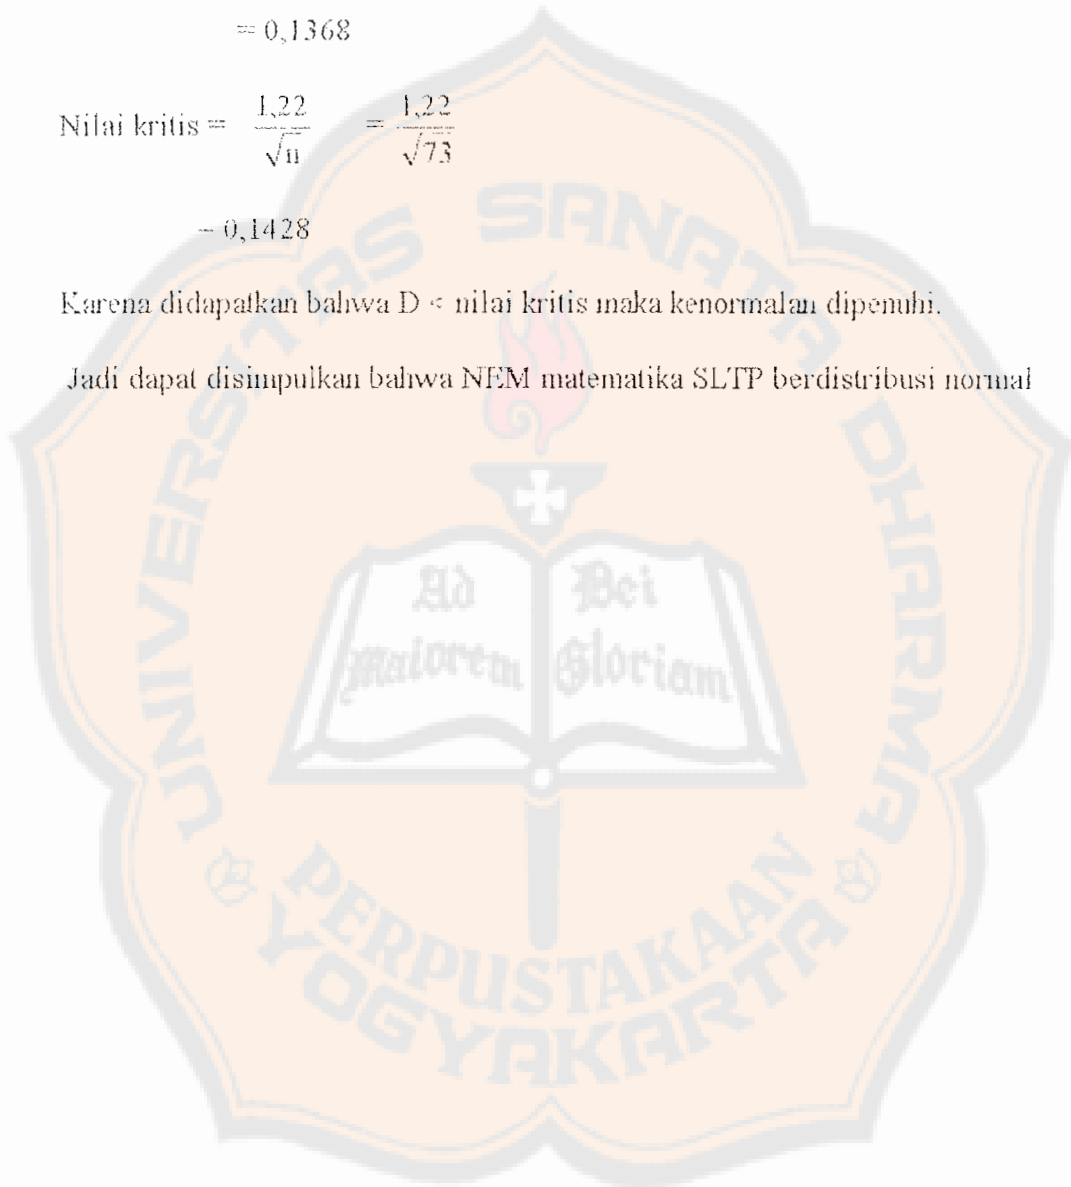 = 0,1368
Nilai kritis = 1,22/√n = 1,22/√73
= 0,1428
Karena didapatkan bahwa D < nilai kritis maka kenormalan dipenuhi.
Jadi dapat disimpulkan bahwa NEM matematika SLTP berdistribusi normal
UNIVERSITAS SANATA DHARMA
Ad Dei
maiorem Gloriam
PERPUSTAKAAN
YOGYAKARTA